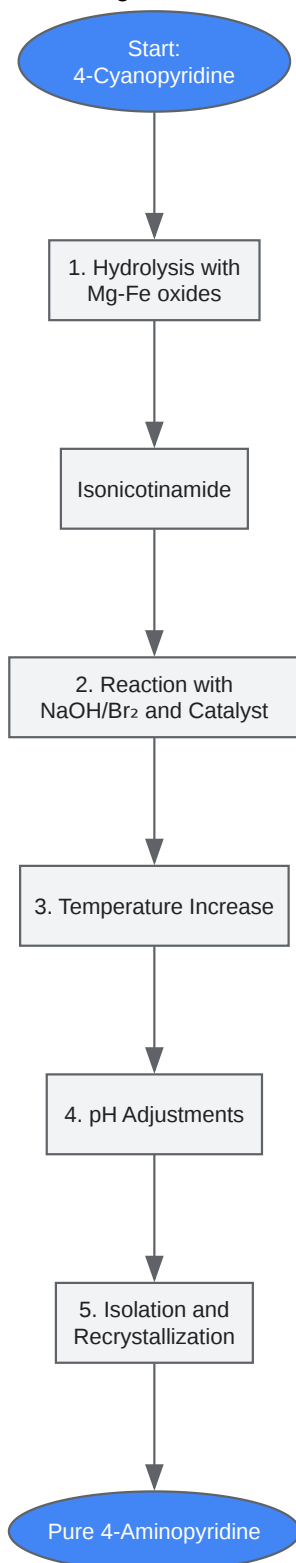 Start:
4-Cyanopyridine
1. Hydrolysis with
Mg-Fe oxides
Isonicotinamide
2. Reaction with
NaOH/Br₂ and Catalyst
3. Temperature Increase
4. pH Adjustments
5. Isolation and
Recrystallization
Pure 4-Aminopyridine